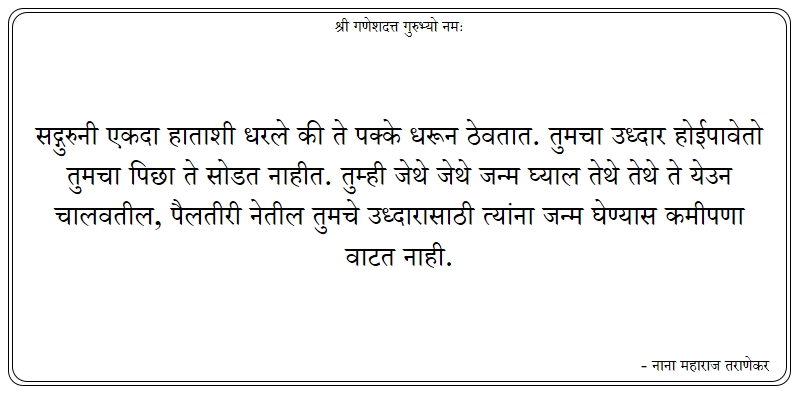 श्री गणेशदत्त गुरुभ्यो नमः
सद्गुरुनी एकदा हाताशी धरले की ते पक्के धरून ठेवतात. तुमचा उध्दार होईपावेतो
तुमचा पिछा ते सोडत नाहीत. तुम्ही जेथे जेथे जन्म घ्याल तेथे तेथे ते येउन
चालवतील, पैलतीरी नेतील तुमचे उध्दारासाठी त्यांना जन्म घेण्यास कमीपणा
वाटत नाही.
- नाना महाराज तराणेकर